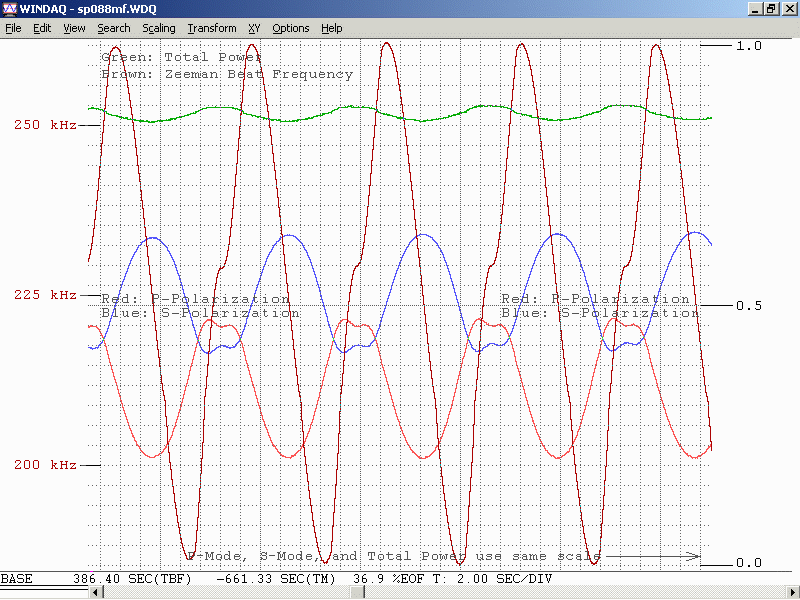 WINDAQ - sp088mf.WDQ
File Edit View Search Scaling Transform XY Options Help
1.0
Green: Total Power
Brown: Zeeman Beat Frequency
250 kHz
225 kHz
Red: P-Polarization Red: P-Polarization
Blue: S-Polarization Blue: S-Polarization
0.5
200 kHz
P-Mode, S-Mode, and Total Power use same scale
0.0
BASE 386.40 SEC(TBF) -661.33 SEC(TM) 36.9 %EOF T: 2.00 SEC/DIV